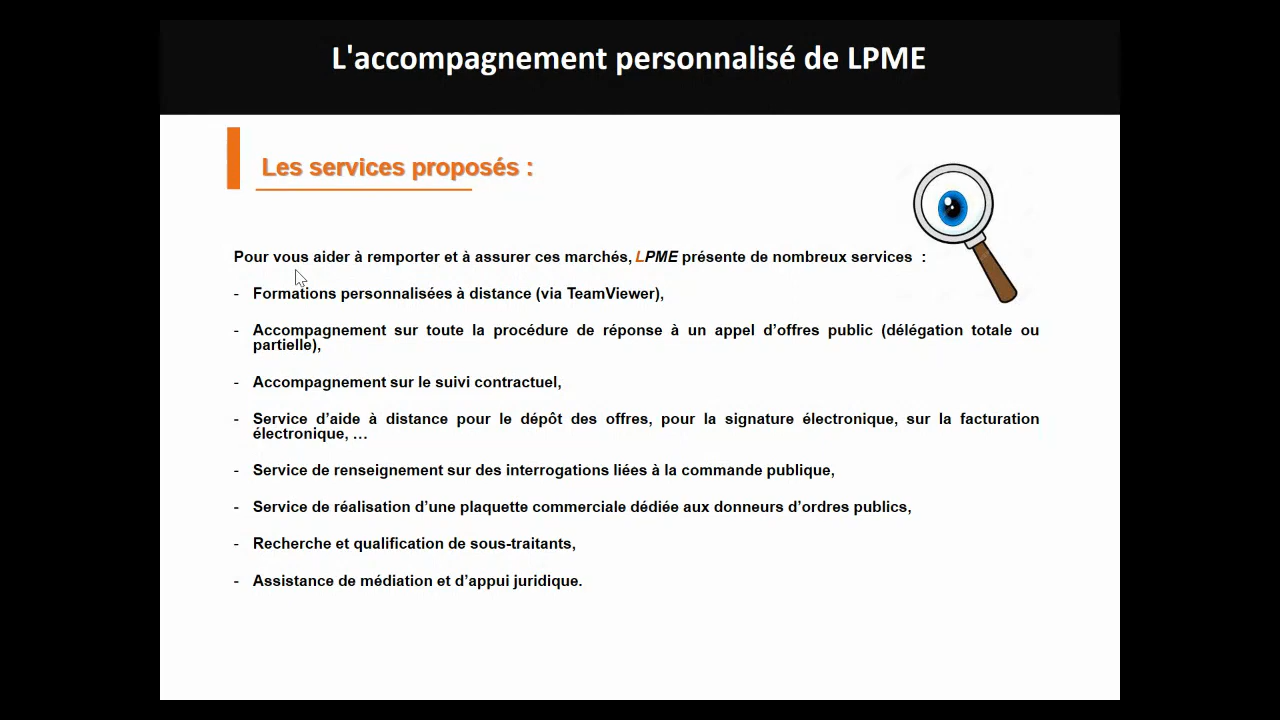 L'accompagnement personnalisé de LPME
Les services proposés :
Pour vous aider à remporter et à assurer ces marchés, LPME présente de nombreux services  :
- Formations personnalisées à distance (via TeamViewer),
- Accompagnement sur toute la procédure de réponse à un appel d’offres public (délégation totale ou
partielle),
- Accompagnement sur le suivi contractuel,
- Service d’aide à distance pour le dépôt des offres, pour la signature électronique, sur la facturation
électronique, …
- Service de renseignement sur des interrogations liées à la commande publique,
- Service de réalisation d’une plaquette commerciale dédiée aux donneurs d’ordres publics,
- Recherche et qualification de sous-traitants,
- Assistance de médiation et d’appui juridique.